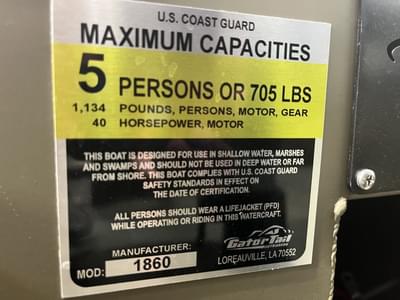 U.S. COAST GUARD
MAXIMUM CAPACITIES
5 PERSONS OR 705 LBS
1,134 POUNDS, PERSONS, MOTOR, GEAR
40 HORSEPOWER, MOTOR
THIS BOAT IS DESIGNED FOR USE IN SHALLOW WATER, MARSHES
AND SWAMPS AND SHOULD NOT BE USED IN DEEP WATER OR FAR
FROM SHORE. THIS BOAT COMPLIES WITH U.S. COAST GUARD
SAFETY STANDARDS IN EFFECT ON
THE DATE OF CERTIFICATION.
ALL PERSONS SHOULD WEAR A LIFEJACKET (PFD)
WHILE OPERATING OR RIDING IN THIS WATERCRAFT.
MANUFACTURER:
MOD: 1860
GatorTail
LOREAUVILLE, LA 70552